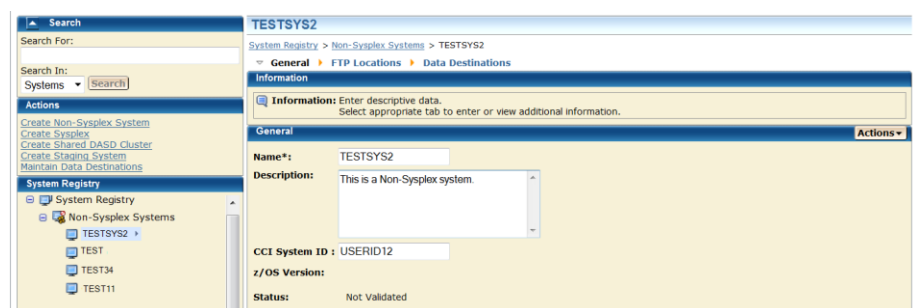 Search
Search For:
Search In:
Systems Search
Actions
Create Non-Sysplex System
Create Sysplex
Create Shared DASD Cluster
Create Staging System
Maintain Data Destinations
System Registry
System Registry
Non-Sysplex Systems
TESTSYS2
TEST
TEST34
TEST11
TESTSYS2
System Registry > Non-Sysplex Systems > TESTSYS2
General FTP Locations Data Destinations
Information
Information: Enter descriptive data.
Select appropriate tab to enter or view additional information.
General Actions
Name*: TESTSYS2
Description: This is a Non-Sysplex system.
CCI System ID : USERID12
z/OS Version:
Status: Not Validated